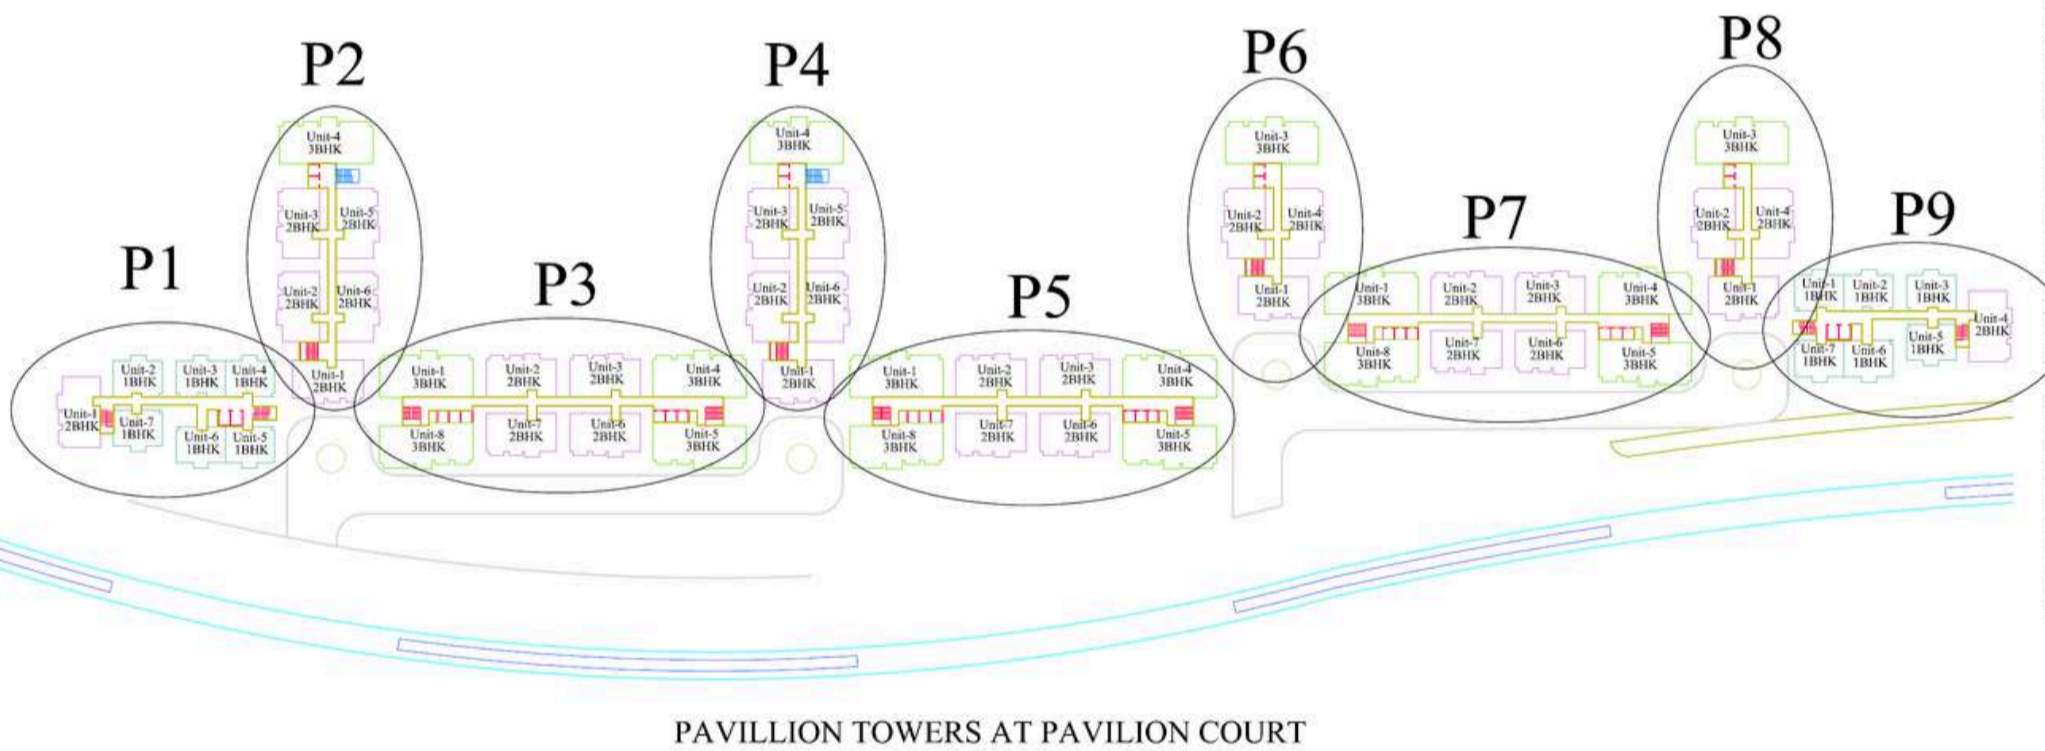 P2
P4
P6
P8
P1
P3
P5
P7
P9
Unit-1
2BHK
Unit-2
1BHK
Unit-3
1BHK
Unit-4
1BHK
Unit-7
1BHK
Unit-6
1BHK
Unit-5
1BHK
Unit-4
3BHK
Unit-3
2BHK
Unit-5
2BHK
Unit-2
2BHK
Unit-6
2BHK
Unit-1
2BHK
Unit-1
3BHK
Unit-2
2BHK
Unit-3
2BHK
Unit-4
3BHK
Unit-8
3BHK
Unit-7
2BHK
Unit-6
2BHK
Unit-5
3BHK
Unit-4
3BHK
Unit-3
2BHK
Unit-5
2BHK
Unit-2
2BHK
Unit-6
2BHK
Unit-1
2BHK
Unit-1
3BHK
Unit-2
2BHK
Unit-3
2BHK
Unit-4
3BHK
Unit-8
3BHK
Unit-7
2BHK
Unit-6
2BHK
Unit-5
3BHK
Unit-3
3BHK
Unit-2
2BHK
Unit-4
2BHK
Unit-1
2BHK
Unit-1
3BHK
Unit-2
2BHK
Unit-3
2BHK
Unit-4
3BHK
Unit-8
3BHK
Unit-7
2BHK
Unit-6
2BHK
Unit-5
3BHK
Unit-3
3BHK
Unit-2
2BHK
Unit-4
2BHK
Unit-1
2BHK
Unit-1
1BHK
Unit-2
1BHK
Unit-3
1BHK
Unit-4
2BHK
Unit-7
1BHK
Unit-6
1BHK
Unit-5
1BHK
PAVILLION TOWERS AT PAVILION COURT